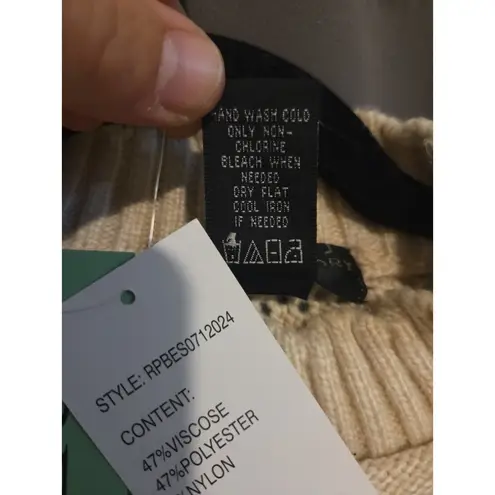 HAND WASH COLD
ONLY NON-
CHLORINE
BLEACH WHEN
NEEDED
DRY FLAT
COOL IRON
IF NEEDED
STYLE: RPBES0712024
CONTENT:
47%VISCOSE
47%POLYESTER
NYLON